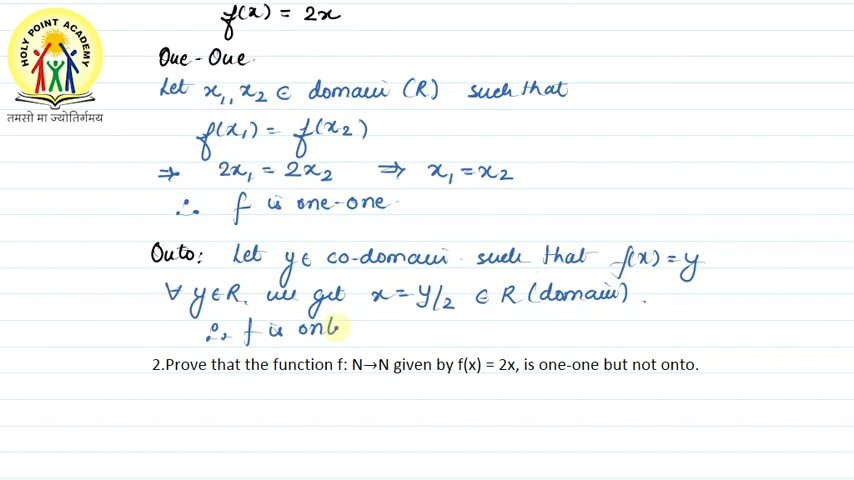 HOLY POINT ACADEMY
तमसो मा ज्योतिर्गमय
f(x) = 2x
One-One.
Let x₁, x₂ ∈ domain (R) such that
f(x₁) = f(x₂)
⇒ 2x₁ = 2x₂ ⇒ x₁ = x₂
∴ f is one-one.
Onto: Let y ∈ co-domain. such that f(x) = y
∀ y∈R, we get x = y/2 ∈ R (domain).
∴ f is ont
2.Prove that the function f: N→N given by f(x) = 2x, is one-one but not onto.